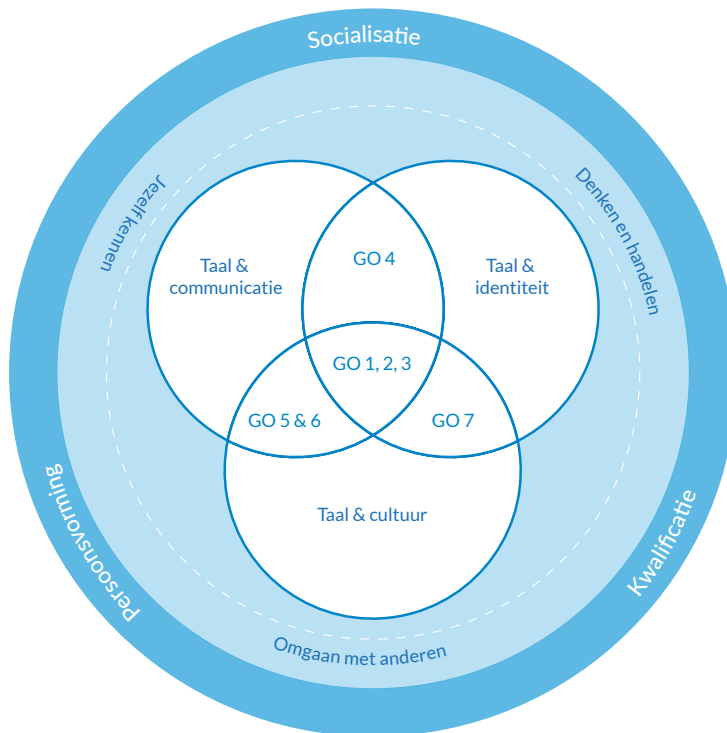 Socialisatie
Jezelf kennen
Denken en handelen
GO 4
Taal &
communicatie
Taal &
identiteit
GO 1, 2, 3
GO 5 & 6
GO 7
Taal & cultuur
Persoonsvorming
Kwalificatie
Omgaan met anderen